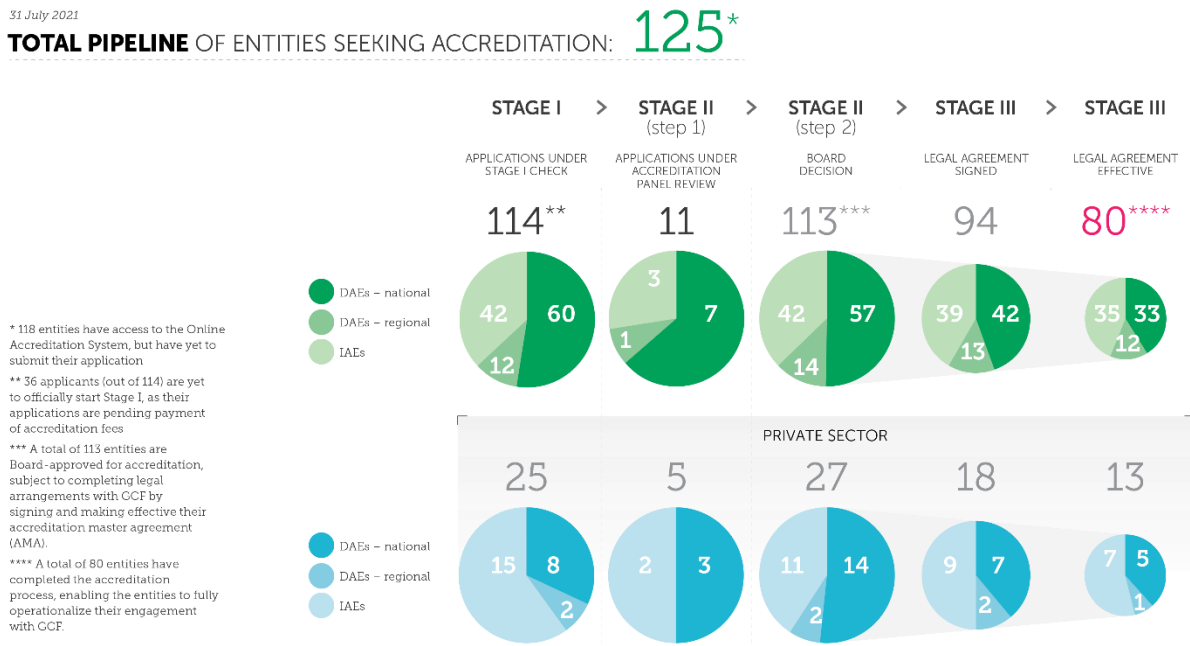 31 July 2021
TOTAL PIPELINE OF ENTITIES SEEKING ACCREDITATION: 125*
STAGE I > STAGE II > STAGE II > STAGE III > STAGE III
(step 1) (step 2)
APPLICATIONS UNDER
STAGE I CHECK
APPLICATIONS UNDER
ACCREDITATION
PANEL REVIEW
BOARD
DECISION
LEGAL AGREEMENT
SIGNED
LEGAL AGREEMENT
EFFECTIVE
114** 11 113*** 94 80****
DAEs – national
DAEs – regional
IAEs
42 60 12
3 7 1
42 57 14
39 42 13
35 33 12
* 118 entities have access to the Online
Accreditation System, but have yet to
submit their application
** 36 applicants (out of 114) are yet
to officially start Stage I, as their
applications are pending payment
of accreditation fees
*** A total of 113 entities are
Board-approved for accreditation,
subject to completing legal
arrangements with GCF by
signing and making effective their
accreditation master agreement
(AMA).
**** A total of 80 entities have
completed the accreditation
process, enabling the entities to fully
operationalize their engagement
with GCF.
PRIVATE SECTOR
25 5 27 18 13
DAEs – national
DAEs – regional
IAEs
15 8 2
2 3
11 14 2
9 7 2
7 5 1